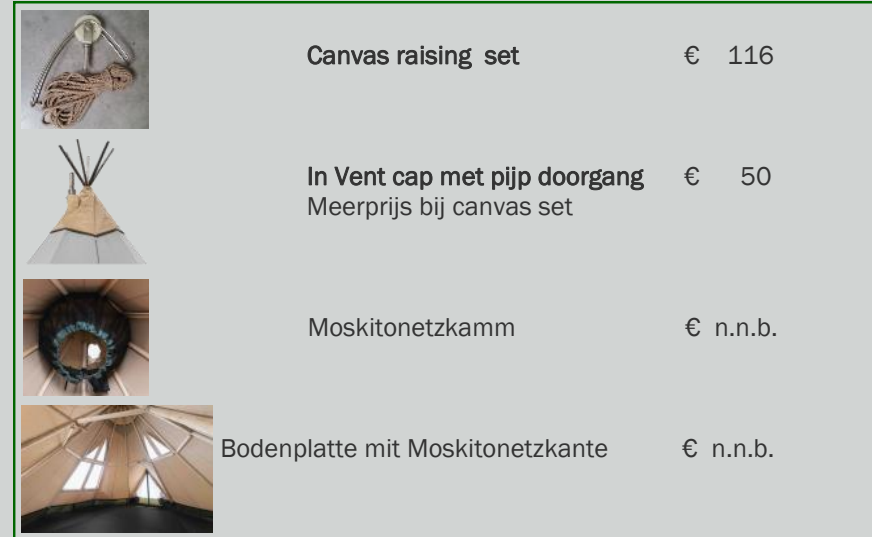 Canvas raising set € 116
In Vent cap met pijp doorgang € 50
Meerprijs bij canvas set
Moskitonetzkamm € n.n.b.
Bodenplatte mit Moskitonetzkante € n.n.b.